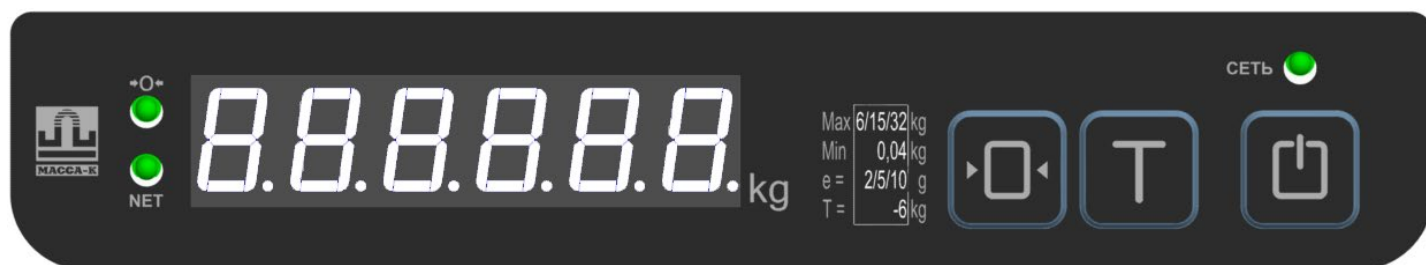 →O←
МАССА-К
NET
8.8.8.8.8.8.
kg
Max 6/15/32 kg
Min 0,04 kg
e = 2/5/10 g
T = -6 kg
0
T
СЕТЬ